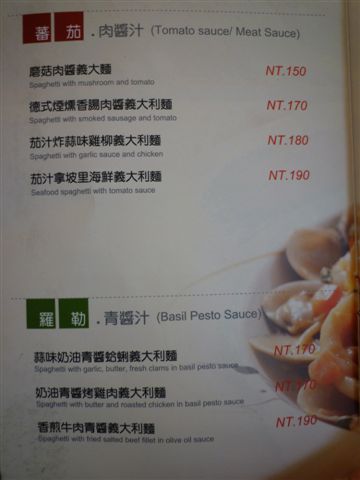 蕃 茄 . 肉醬汁 (Tomato sauce/ Meat Sauce)
磨菇肉醬義大麵 NT.150
Spaghetti with mushroom and tomato
德式煙燻香腸肉醬義大利麵 NT.170
Spaghetti with smoked sausage and tomato
茄汁炸蒜味雞柳義大利麵 NT.180
Spaghetti with garlic sauce and chicken
茄汁拿坡里海鮮義大利麵 NT.190
Seafood spaghetti with tomato sauce
羅 勒 . 青醬汁 (Basil Pesto Sauce)
蒜味奶油青醬蛤蜊義大利麵 NT.170
Spaghetti with garlic, butter, fresh clams in basil pesto sauce
奶油青醬烤雞肉義大利麵 NT.170
Spaghetti with butter and roasted chicken in basil pesto sauce
香煎牛肉青醬義大利麵 NT.190
Spaghetti with fried salted beef fillet in olive oil sauce